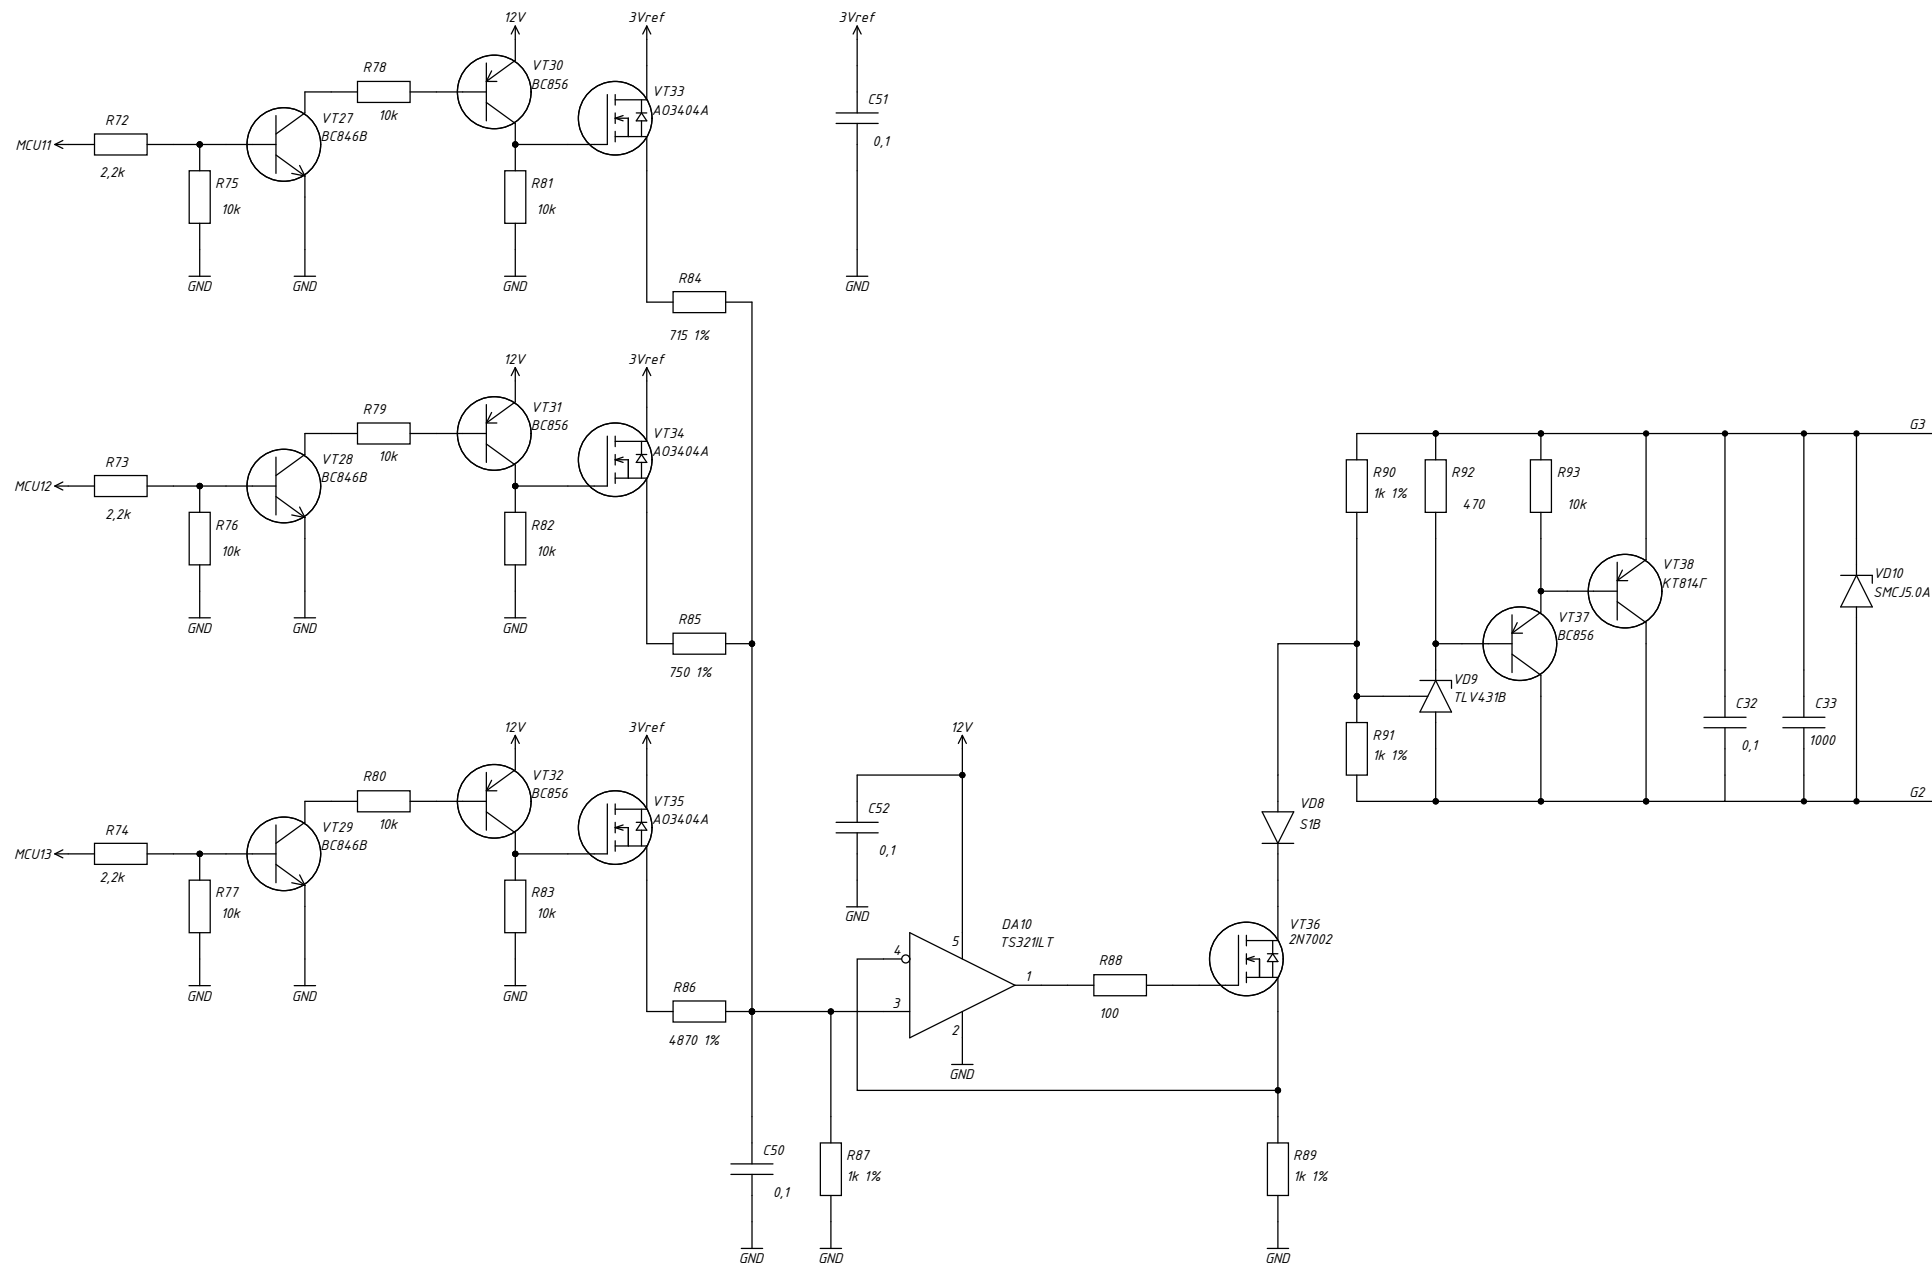 12V
3Vref
3Vref
R78
10k
VT30
BC856
VT33
AO3404A
C51
0,1
MCU11
R72
2,2k
VT27
BC846B
R75
10k
R81
10k
GND
GND
GND
GND
R84
715 1%
12V
3Vref
R79
10k
VT31
BC856
VT34
AO3404A
MCU12
R73
2,2k
VT28
BC846B
R76
10k
R82
10k
GND
GND
GND
R85
750 1%
12V
3Vref
R80
10k
VT32
BC856
VT35
AO3404A
MCU13
R74
2,2k
VT29
BC846B
R77
10k
R83
10k
GND
GND
GND
R86
4870 1%
12V
C52
0,1
GND
DA10
TS321ILT
5
4
3
2
1
GND
R88
100
VT36
2N7002
VD8
S1B
C50
0,1
GND
R87
1k 1%
GND
R89
1k 1%
GND
G3
R90
1k 1%
R92
470
R93
10k
VT38
КТ814Г
VT37
BC856
VD9
TLV431B
R91
1k 1%
C32
0,1
C33
1000
VD10
SMCJ5.0A
G2